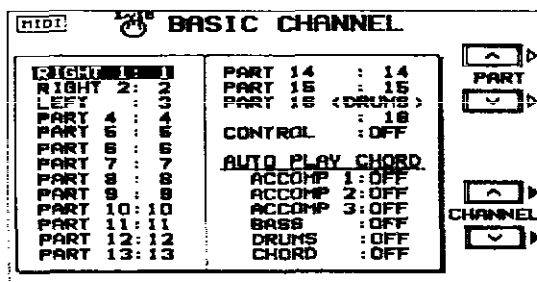 MIDI
BASIC CHANNEL
RIGHT 1: 1
RIGHT 2: 2
LEFT : 3
PART 4 : 4
PART 5 : 5
PART 6 : 6
PART 7 : 7
PART 8 : 8
PART 9 : 9
PART 10:10
PART 11:11
PART 12:12
PART 13:13
PART 14 : 14
PART 15 : 15
PART 16 (DRUMS)
: 16
CONTROL :OFF
AUTO PLAY CHORD
ACCOMP 1:OFF
ACCOMP 2:OFF
ACCOMP 3:OFF
BASS :OFF
DRUMS :OFF
CHORD :OFF
PART
CHANNEL